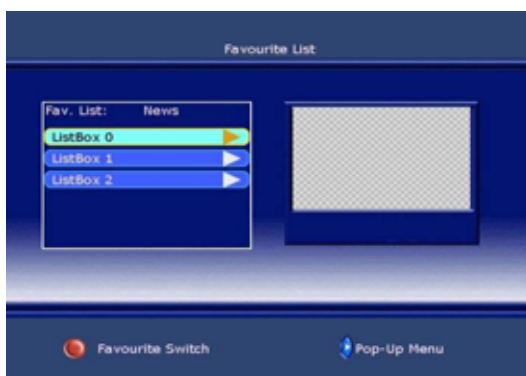 Favourite List
Fav. List: News
ListBox 0
ListBox 1
ListBox 2
Favourite Switch
Pop-Up Menu